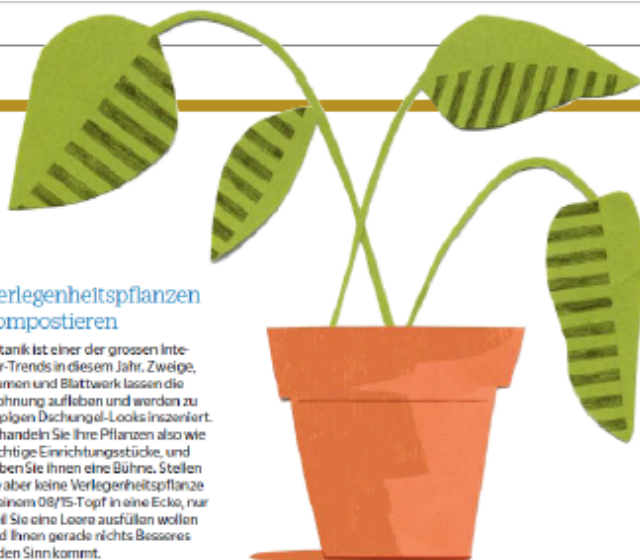 erlegenheitspflanzen
ompostieren
tanik ist einer der grossen Inte-
r-Trends in diesem Jahr. Zweige,
umen und Blattwerk lassen die
ohnung aufleben und werden zu
pigen Dschungel-Looks inszeniert.
handeln Sie Ihre Pflanzen also wie
chtige Einrichtungsstücke, und
ben Sie ihnen eine Bühne. Stellen
e aber keine Verlegenheitspflanze
einem 08/15-Topf in eine Ecke, nur
il Sie eine Leere ausfüllen wollen
d Ihnen gerade nichts Besseres
den Sinn kommt.